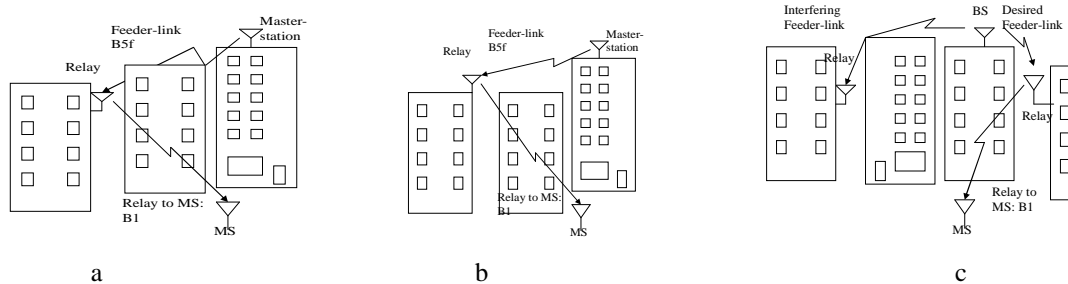 Feeder-link
B5f
Master-
station
Relay
Relay to MS:
B1
MS
a
Feeder-link
B5f
Master-
station
Relay
Relay to MS:
B1
MS
b
Interfering
Feeder-link
BS
Desired
Feeder-link
Relay
Relay
Relay to
MS: B1
MS
c